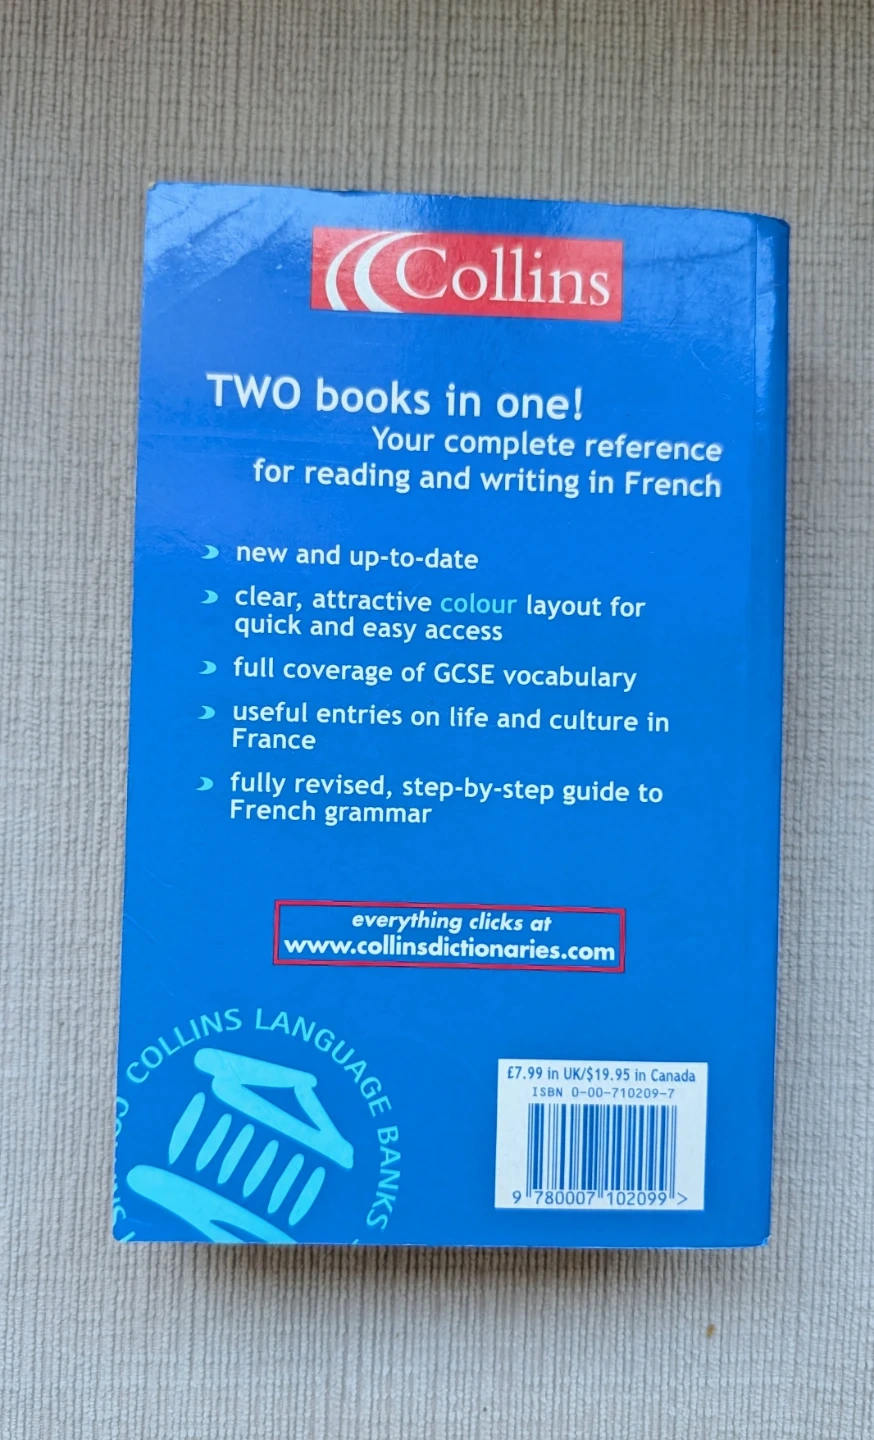 Collins
TWO books in one!
Your complete reference
for reading and writing in French
new and up-to-date
clear, attractive colour layout for
quick and easy access
full coverage of GCSE vocabulary
useful entries on life and culture in
France
fully revised, step-by-step guide to
French grammar
everything clicks at
www.collinsdictionaries.com
COLLINS LANGUAGE BANKS
£7.99 in UK/$19.95 in Canada
ISBN 0-00-710209-7
9 780007 102099 >